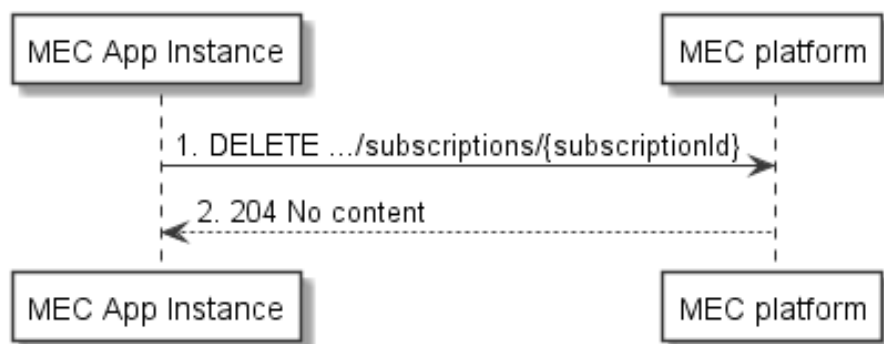 MEC App Instance
MEC platform
1. DELETE .../subscriptions/{subscriptionId}
2. 204 No content
MEC App Instance
MEC platform